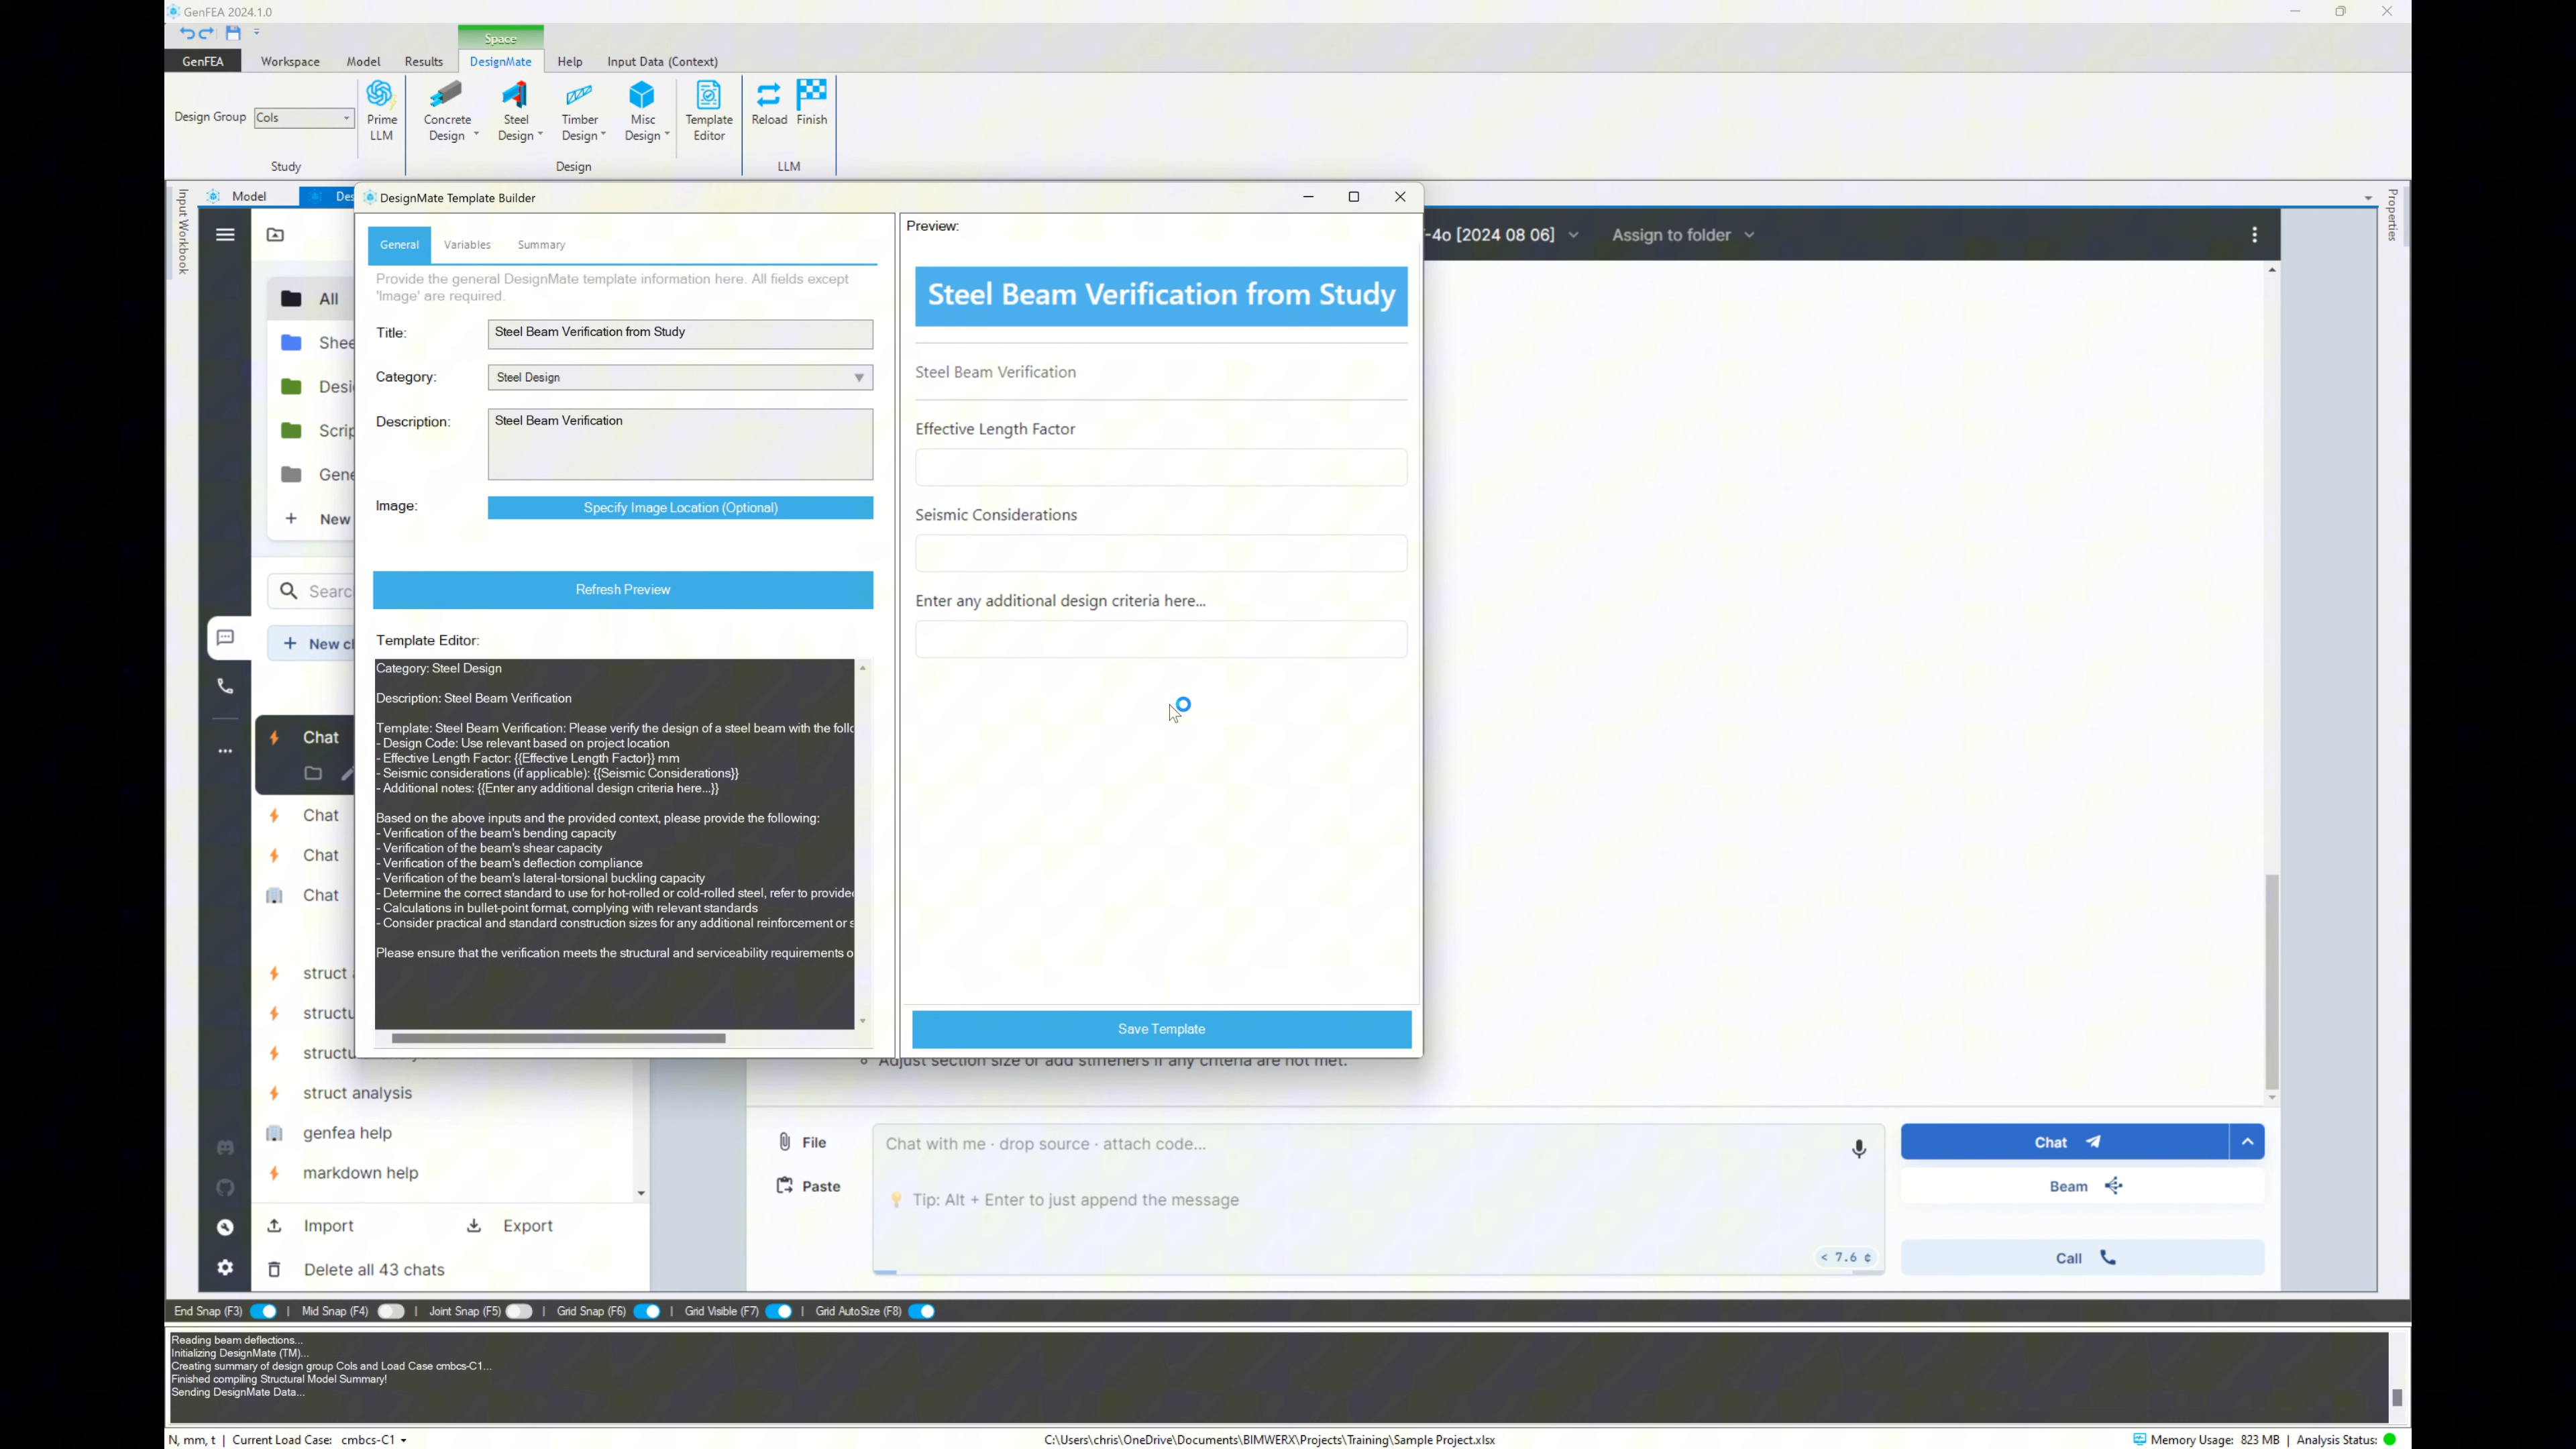 GenFEA 2024.1.0
Space
GenFEA Workspace Model Results DesignMate Help Input Data (Context)
Design Group Cols
Prime LLM
Concrete Design
Steel Design
Timber Design
Misc Design
Template Editor
Reload Finish
Study Design LLM
Input Workbook
Properties
Model
DesignMate Template Builder
-4o [2024 08 06] Assign to folder
All
New
Chat
Chat
Chat
Chat
struct analysis
genfea help
markdown help
Import Export
Delete all 43 chats
General Variables Summary
Provide the general DesignMate template information here. All fields except
'Image' are required.
Title: Steel Beam Verification from Study
Category: Steel Design
Description: Steel Beam Verification
Image: Specify Image Location (Optional)
Refresh Preview
Template Editor:
Category: Steel Design
Description: Steel Beam Verification
Template: Steel Beam Verification: Please verify the design of a steel beam with the
- Design Code: Use relevant based on project location
- Effective Length Factor: {{Effective Length Factor}} mm
- Seismic considerations (if applicable): {{Seismic Considerations}}
- Additional notes: {{Enter any additional design criteria here...}}
Based on the above inputs and the provided context, please provide the following:
- Verification of the beam's bending capacity
- Verification of the beam's shear capacity
- Verification of the beam's deflection compliance
- Verification of the beam's lateral-torsional buckling capacity
- Determine the correct standard to use for hot-rolled or cold-rolled steel, refer to
- Calculations in bullet-point format, complying with relevant standards
- Consider practical and standard construction sizes for any additional reinforcement or
Please ensure that the verification meets the structural and serviceability requirements
Preview:
Steel Beam Verification from Study
Steel Beam Verification
Effective Length Factor
Seismic Considerations
Enter any additional design criteria here...
Save Template
Adjust section size or add stiffeners if any criteria are not met.
File
Paste
Chat with me · drop source · attach code...
Tip: Alt + Enter to just append the message
< 7.6 ¢
Chat
Beam
Call
End Snap (F3) | Mid Snap (F4) | Joint Snap (F5) | Grid Snap (F6) | Grid Visible (F7) | Grid AutoSize (F8)
Reading beam deflections...
Initializing DesignMate (TM)...
Creating summary of design group Cols and Load Case cmbcs-C1...
Finished compiling Structural Model Summary!
Sending DesignMate Data...
N, mm, t | Current Load Case: cmbcs-C1
C:\Users\chris\OneDrive\Documents\BIMWERX\Projects\Training\Sample Project.xlsx
Memory Usage: 823 MB | Analysis Status: